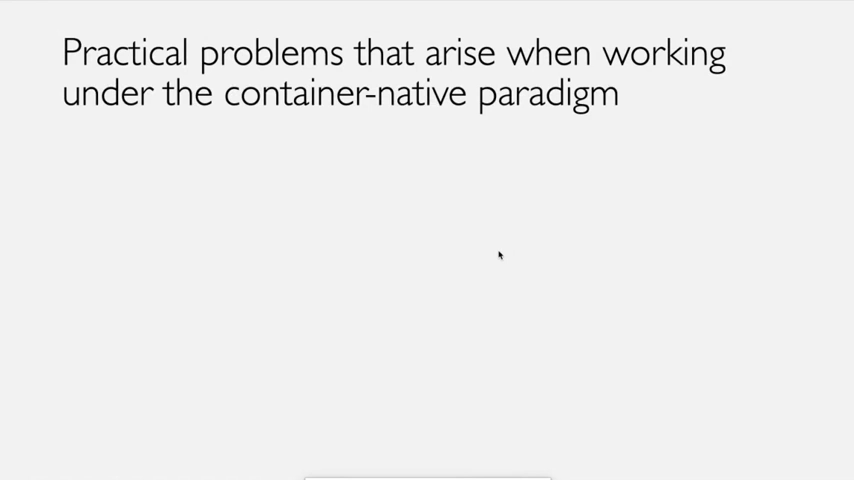 Practical problems that arise when working
under the container-native paradigm